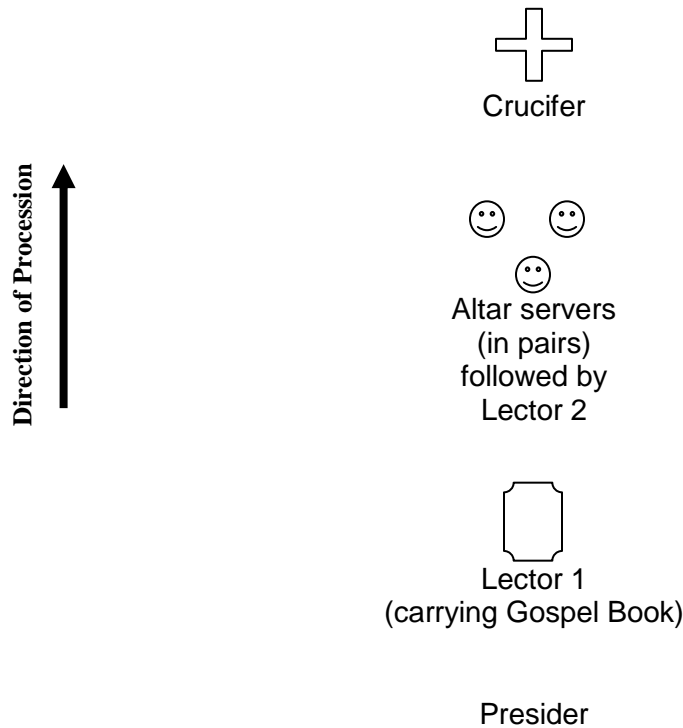 Crucifer
Direction of Procession
Altar servers
(in pairs)
followed by
Lector 2
Lector 1
(carrying Gospel Book)
Presider